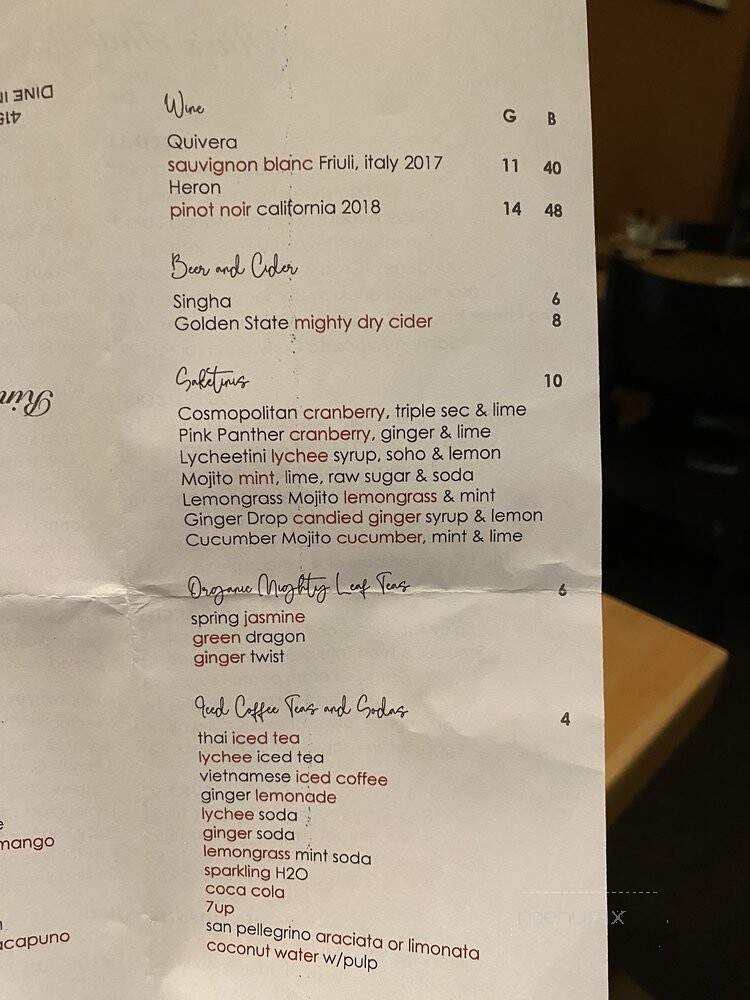 DINE
Wine
G B
Quivera
sauvignon blanc Friuli, italy 2017 11 40
Heron
pinot noir california 2018 14 48
Beer and Cider
Singha 6
Golden State mighty dry cider 8
Saketinis 10
Cosmopolitan cranberry, triple sec & lime
Pink Panther cranberry, ginger & lime
Lycheetini lychee syrup, soho & lemon
Mojito mint, lime, raw sugar & soda
Lemongrass Mojito lemongrass & mint
Ginger Drop candied ginger syrup & lemon
Cucumber Mojito cucumber, mint & lime
Organic Mighty Leaf Teas 6
spring jasmine
green dragon
ginger twist
Iced Coffee Teas and Sodas 4
thai iced tea
lychee iced tea
vietnamese iced coffee
ginger lemonade
lychee soda
ginger soda
lemongrass mint soda
sparkling H2O
coca cola
7up
san pellegrino araciata or limonata
coconut water w/pulp
mango
acapuno